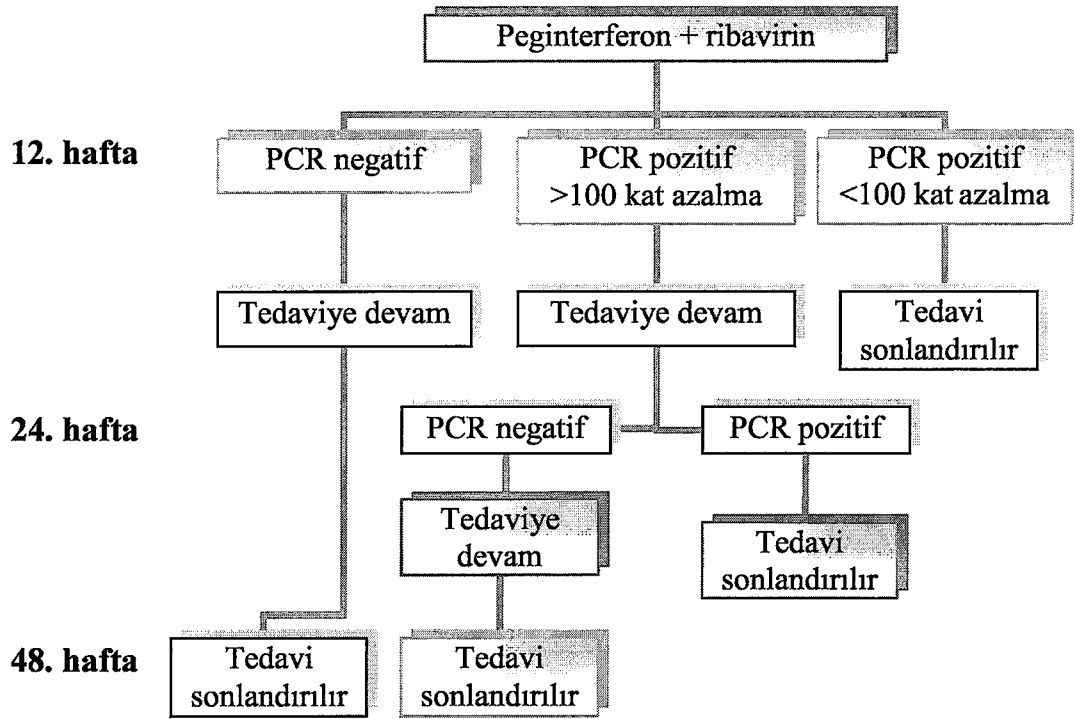 Peginterferon + ribavirin
12. hafta
PCR negatif
PCR pozitif
>100 kat azalma
PCR pozitif
<100 kat azalma
Tedaviye devam
Tedaviye devam
Tedavi
sonlandırılır
24. hafta
PCR negatif
PCR pozitif
Tedaviye
devam
Tedavi
sonlandırılır
48. hafta
Tedavi
sonlandırılır
Tedavi
sonlandırılır